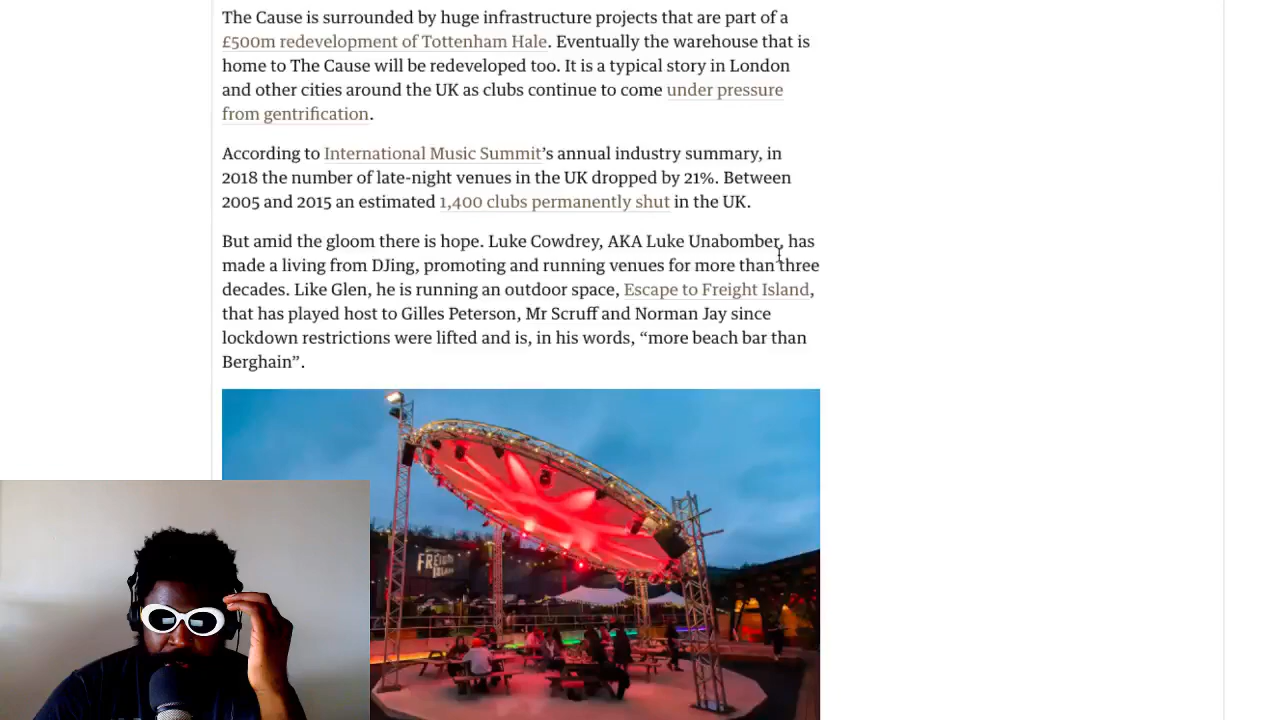 The Cause is surrounded by huge infrastructure projects that are part of a
£500m redevelopment of Tottenham Hale. Eventually the warehouse that is
home to The Cause will be redeveloped too. It is a typical story in London
and other cities around the UK as clubs continue to come under pressure
from gentrification.
According to International Music Summit’s annual industry summary, in
2018 the number of late-night venues in the UK dropped by 21%. Between
2005 and 2015 an estimated 1,400 clubs permanently shut in the UK.
But amid the gloom there is hope. Luke Cowdrey, AKA Luke Unabomber, has
made a living from DJing, promoting and running venues for more than three
decades. Like Glen, he is running an outdoor space, Escape to Freight Island,
that has played host to Gilles Peterson, Mr Scruff and Norman Jay since
lockdown restrictions were lifted and is, in his words, “more beach bar than
Berghain”.
FREIGHT
ISLAND